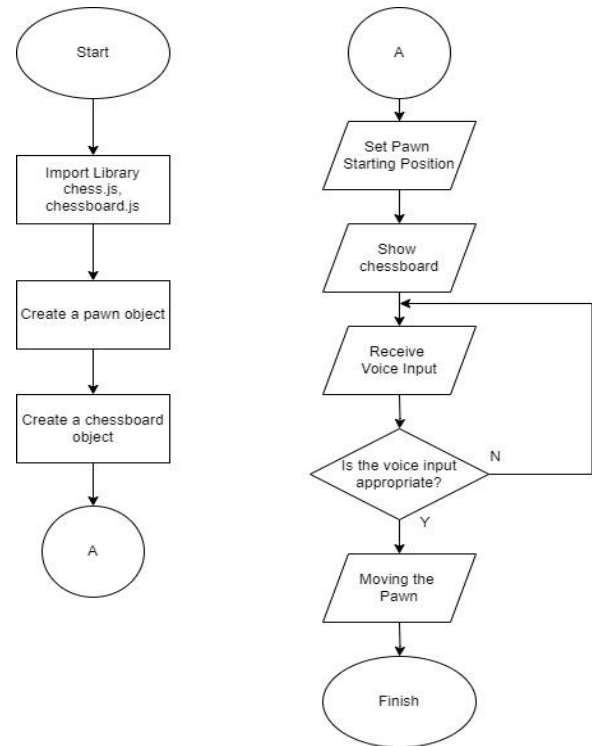 Start
Import Library
chess.js,
chessboard.js
Create a pawn object
Create a chessboard
object
A
A
Set Pawn
Starting Position
Show
chessboard
Receive
Voice Input
Is the voice input
appropriate?
N
Y
Moving the
Pawn
Finish